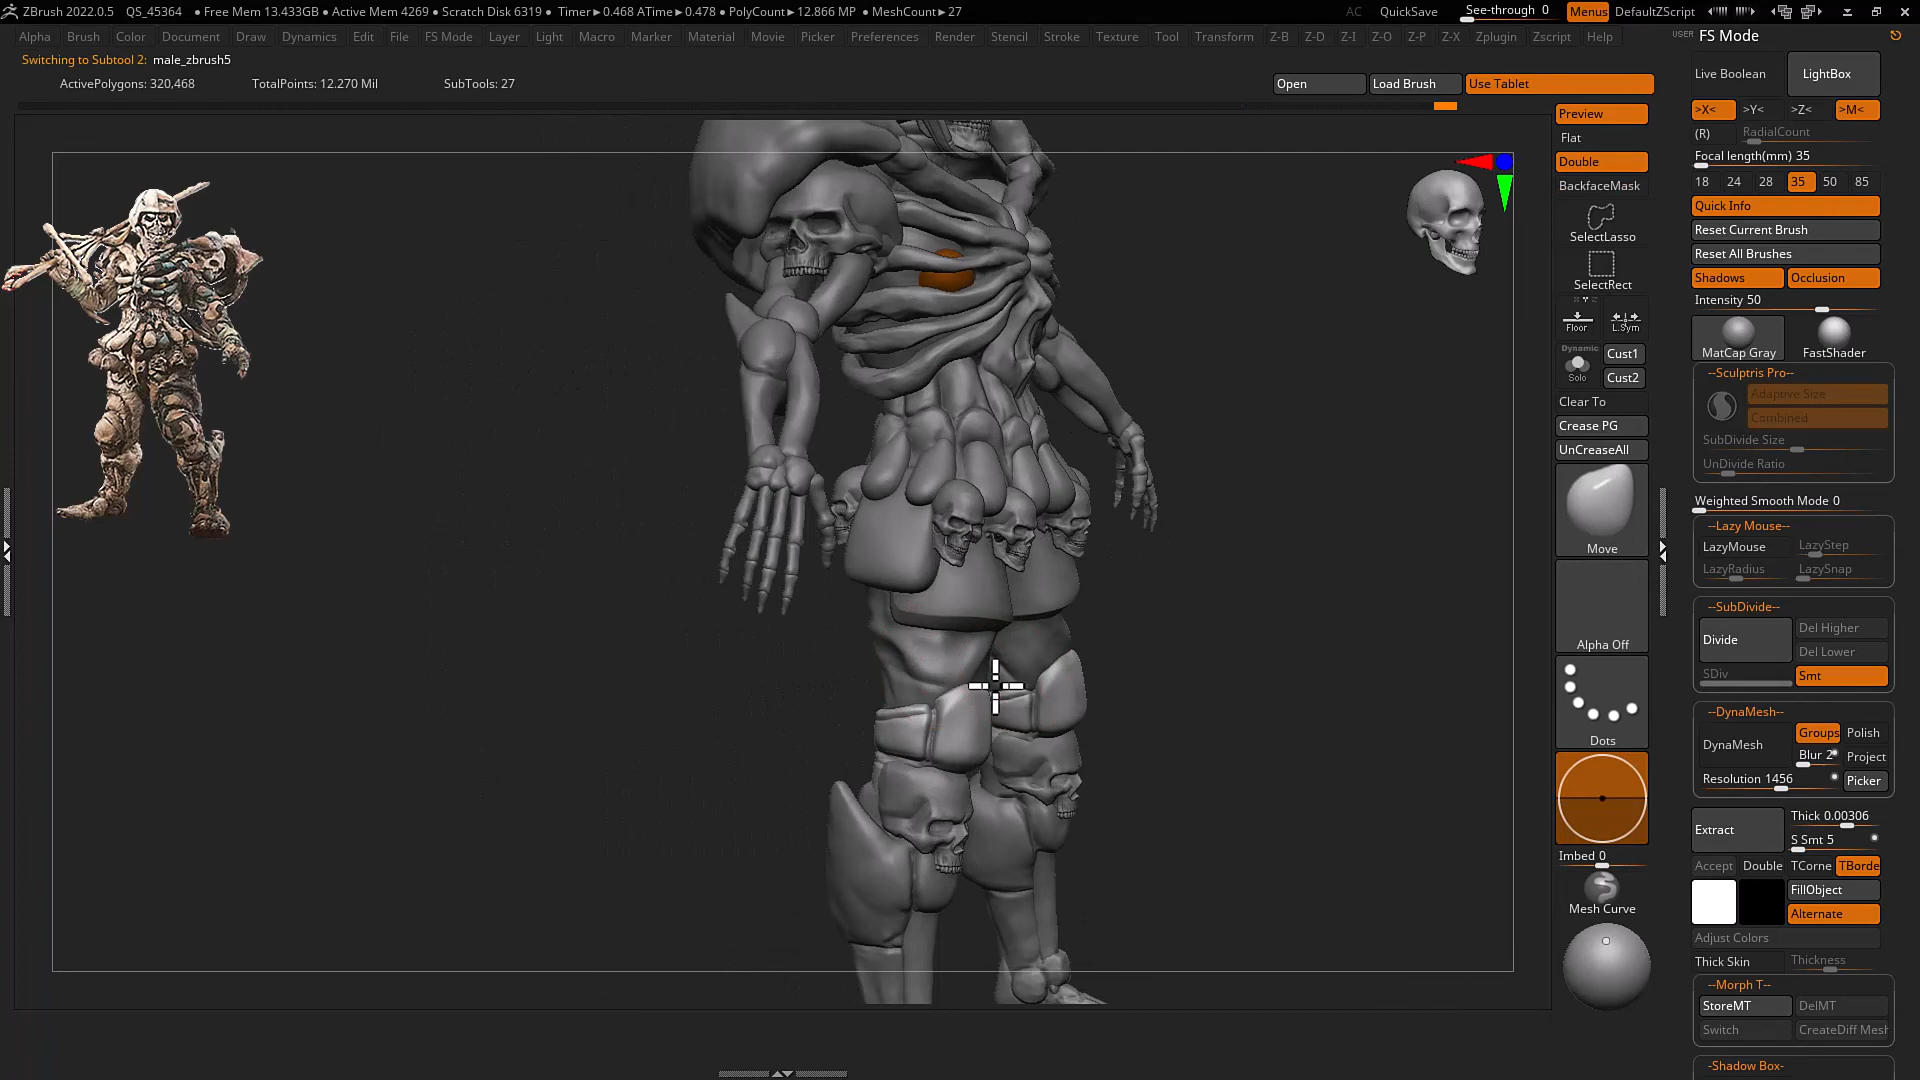 ZBrush 2022.0.5 QS_45364 • Free Mem 13.433GB • Active Mem 4269 • Scratch Disk 6319 • Timer▸0.468 ATime▸0.478 • PolyCount▸12.866 MP • MeshCount▸27 AC QuickSave See-through 0 Menus DefaultZScript
Alpha Brush Color Document Draw Dynamics Edit File FS Mode Layer Light Macro Marker Material Movie Picker Preferences Render Stencil Stroke Texture Tool Transform Z-B Z-D Z-I Z-O Z-P Z-X Zplugin Zscript Help USER FS Mode
Switching to Subtool 2: male_zbrush5
ActivePolygons: 320,468 TotalPoints: 12.270 Mil SubTools: 27 Open Load Brush Use Tablet
Preview
Flat
Double
BackfaceMask
SelectLasso
SelectRect
Floor L.Sym
Dynamic
Solo
Cust1
Cust2
Clear To
Crease PG
UnCreaseAll
Move
Alpha Off
Dots
Imbed 0
Mesh Curve
Live Boolean LightBox
>X< >Y< >Z< >M<
(R) RadialCount
Focal length(mm) 35
18 24 28 35 50 85
Quick Info
Reset Current Brush
Reset All Brushes
Shadows Occlusion
Intensity 50
MatCap Gray FastShader
--Sculptris Pro--
Adaptive Size
Combined
SubDivide Size
UnDivide Ratio
Weighted Smooth Mode 0
--Lazy Mouse--
LazyMouse LazyStep
LazyRadius LazySnap
--SubDivide--
Divide Del Higher
Del Lower
SDiv Smt
--DynaMesh--
DynaMesh Groups Polish
Blur 2 Project
Resolution 1456 Picker
Extract Thick 0.00306
S Smt 5
Accept Double TCorne TBorde
FillObject
Alternate
Adjust Colors
Thick Skin Thickness
--Morph T--
StoreMT DelMT
Switch CreateDiff Mesh
--Shadow Box-